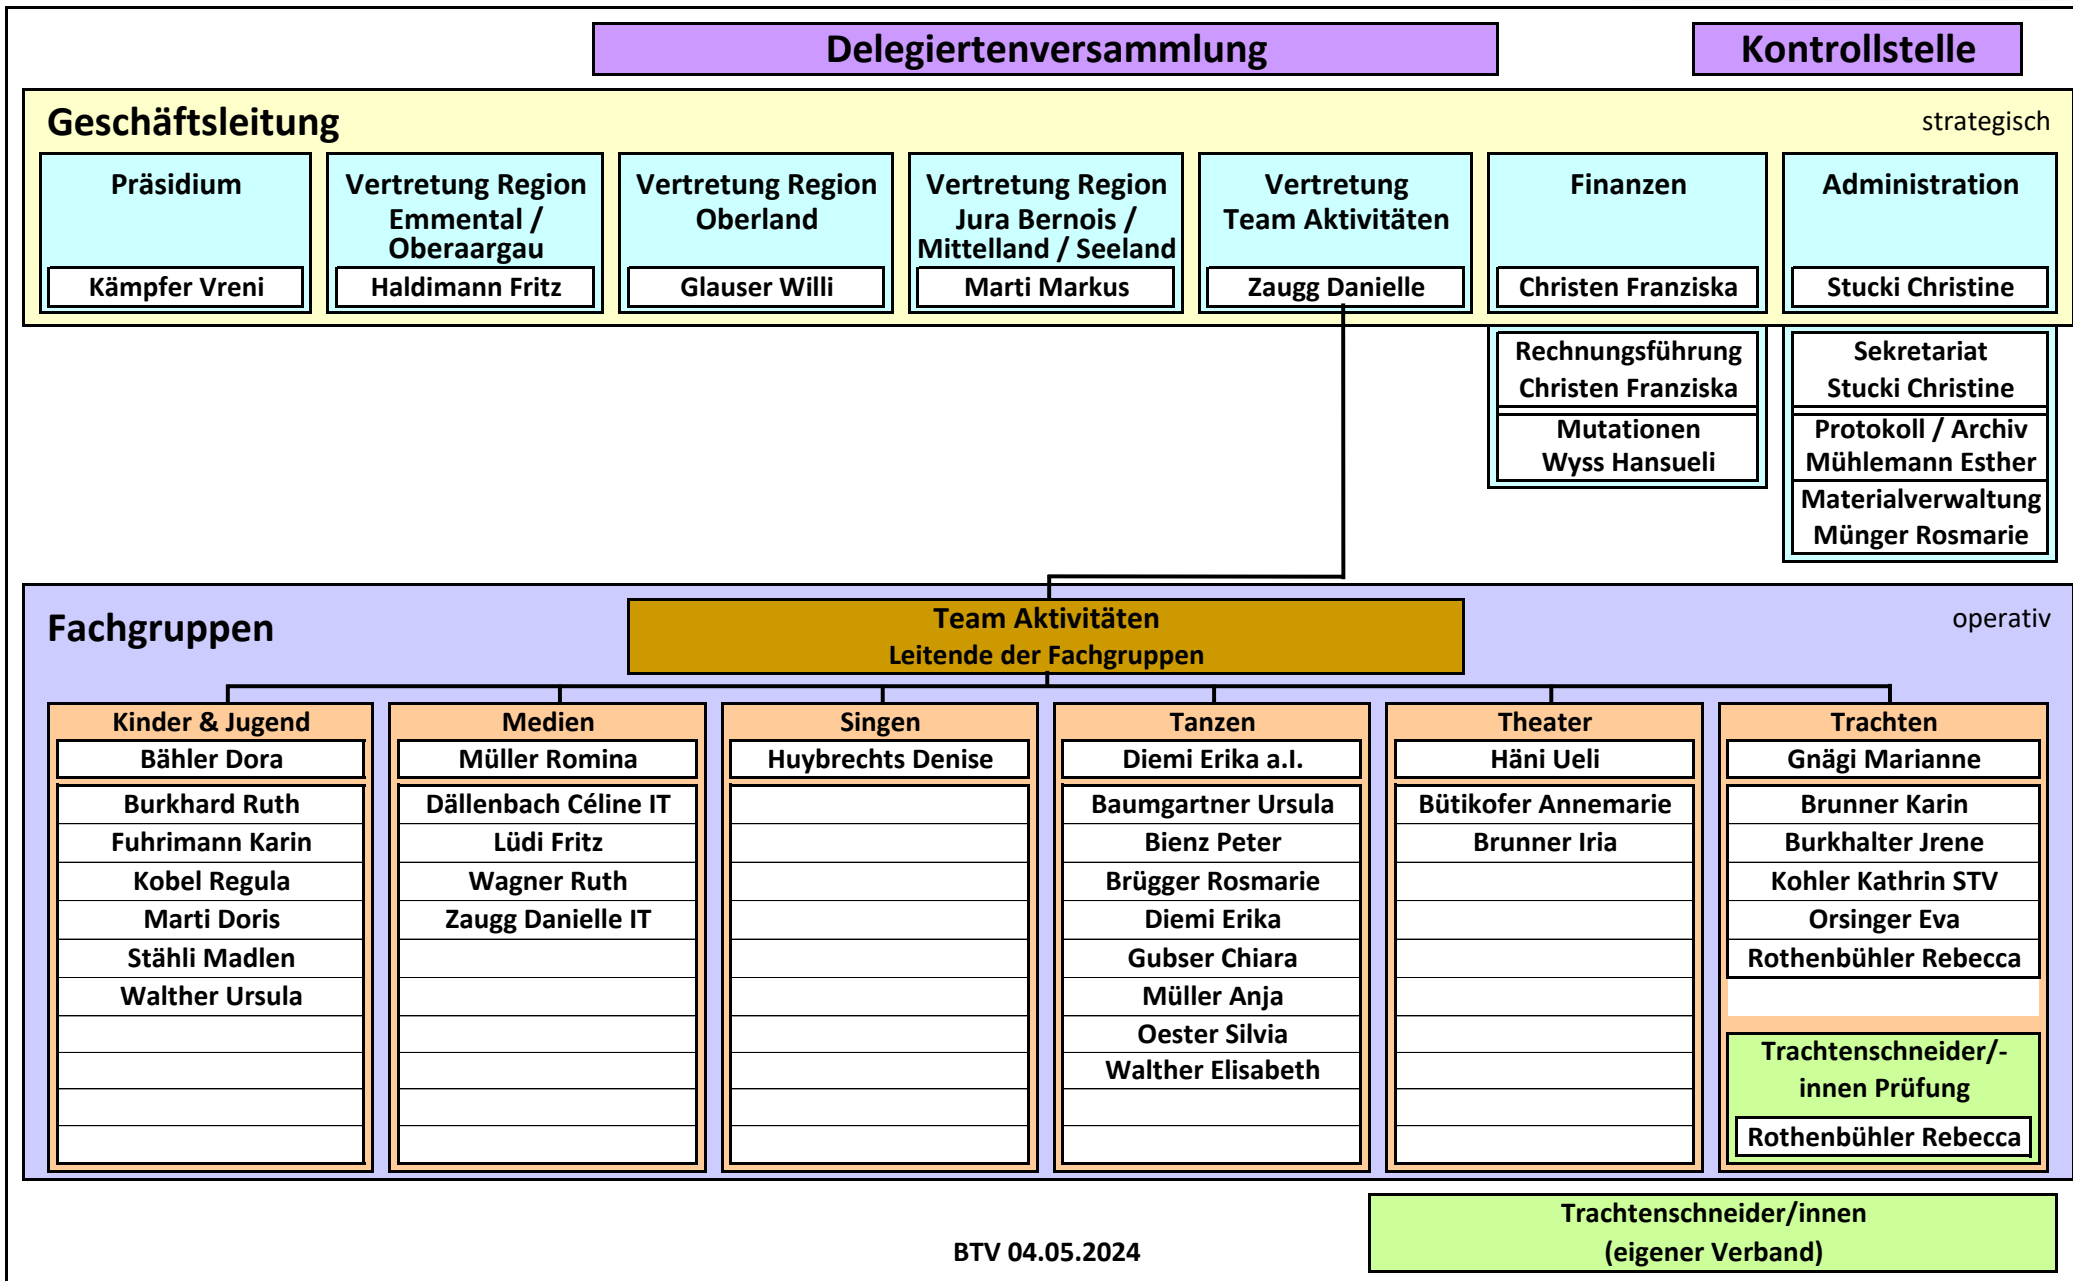 Delegiertenversammlung
Kontrollstelle
Geschäftsleitung
strategisch
Präsidium
Kämpfer Vreni
Vertretung Region
Emmental /
Oberaargau
Haldimann Fritz
Vertretung Region
Oberland
Glauser Willi
Vertretung Region
Jura Bernois /
Mittelland / Seeland
Marti Markus
Vertretung
Team Aktivitäten
Zaugg Danielle
Finanzen
Christen Franziska
Administration
Stucki Christine
Rechnungsführung
Christen Franziska
Mutationen
Wyss Hansueli
Sekretariat
Stucki Christine
Protokoll / Archiv
Mühlemann Esther
Materialverwaltung
Münger Rosmarie
Fachgruppen
Team Aktivitäten
Leitende der Fachgruppen
operativ
Kinder & Jugend
Bähler Dora
Burkhard Ruth
Fuhrimann Karin
Kobel Regula
Marti Doris
Stähli Madlen
Walther Ursula
Medien
Müller Romina
Dällenbach Céline IT
Lüdi Fritz
Wagner Ruth
Zaugg Danielle IT
Singen
Huybrechts Denise
Tanzen
Diemi Erika a.I.
Baumgartner Ursula
Bienz Peter
Brügger Rosmarie
Diemi Erika
Gubser Chiara
Müller Anja
Oester Silvia
Walther Elisabeth
Theater
Häni Ueli
Bütikofer Annemarie
Brunner Iria
Trachten
Gnägi Marianne
Brunner Karin
Burkhalter Jrene
Kohler Kathrin STV
Orsinger Eva
Rothenbühler Rebecca
Trachtenschneider/-
innen Prüfung
Rothenbühler Rebecca
Trachtenschneider/innen
(eigener Verband)
BTV 04.05.2024